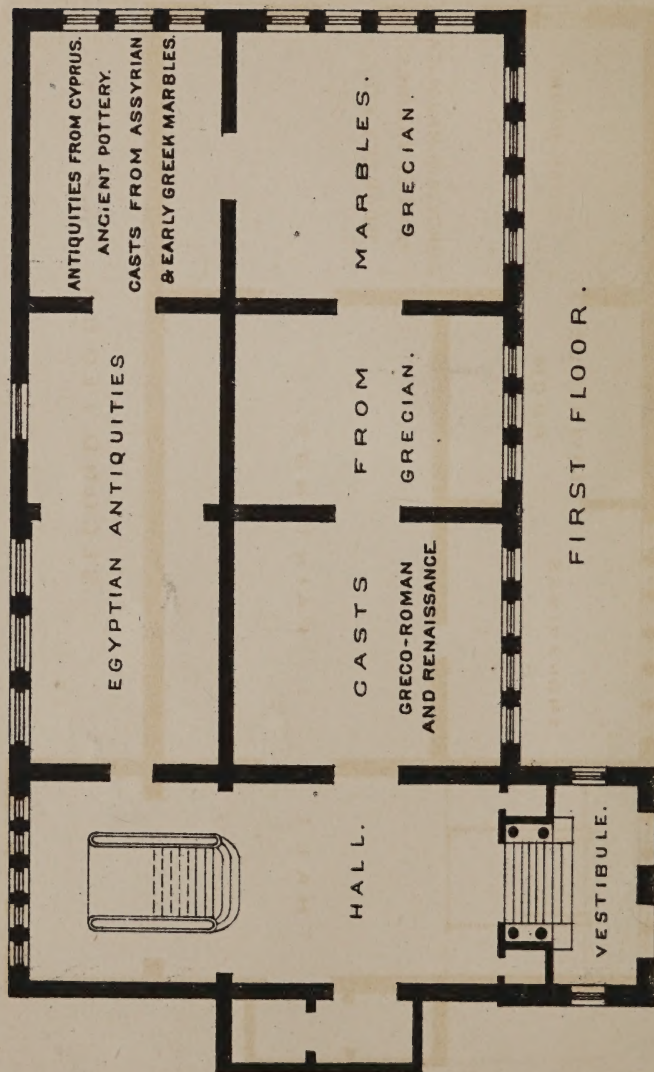 EGYPTIAN ANTIQUITIES
ANTIQUITIES FROM CYPRUS.
ANCIENT POTTERY.
CASTS FROM ASSYRIAN
& EARLY GREEK MARBLES.
HALL.
CASTS FROM MARBLES.
GRECO-ROMAN
AND RENAISSANCE.
GRECIAN.
GRECIAN.
VESTIBULE.
FIRST FLOOR.